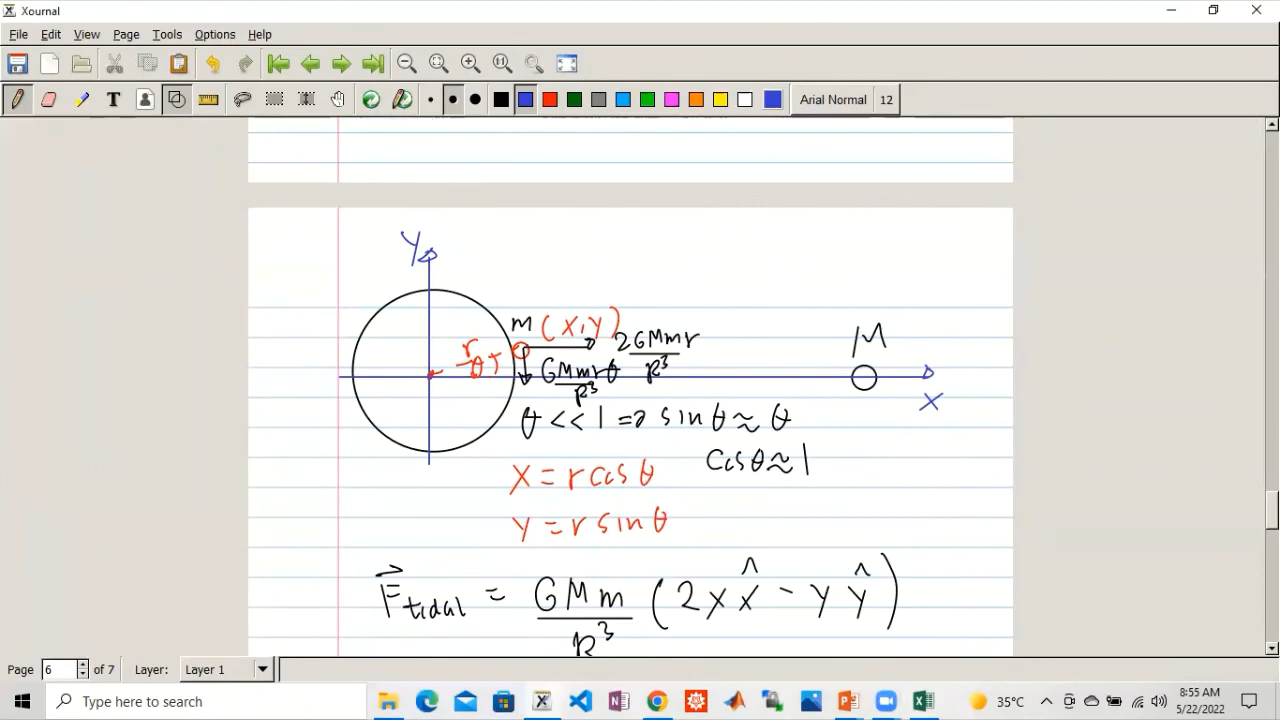 Xournal
File Edit View Page Tools Options Help
Arial Normal 12
Y
m (x,y)
r
θ
2GMmr
R³
GMmrθ
R³
M
X
θ << 1 => sin θ ≈ θ
cos θ ≈ 1
x = r cos θ
y = r sin θ
F⃗tidal = GMm (2x x̂ - y ŷ)
R³
Page 6 of 7 Layer: Layer 1
Type here to search
35°C
8:55 AM
5/22/2022